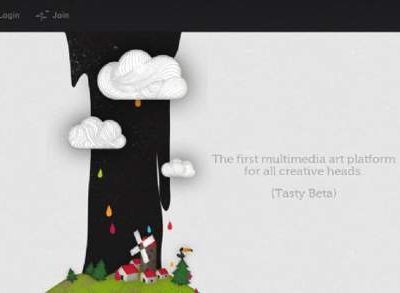 Login
Join
The first multimedia art platform
for all creative heads
(Tasty Beta)